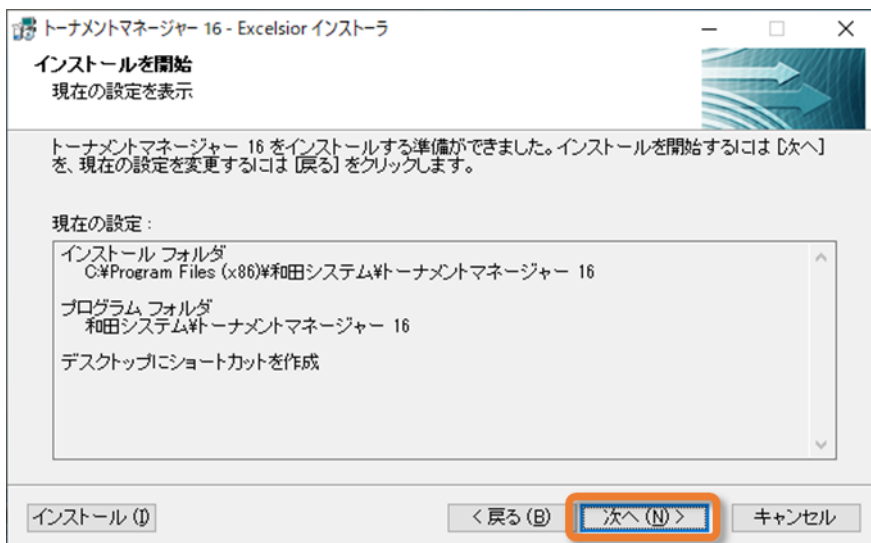 トーナメントマネージャー 16 - Excelsior インストーラ
インストールを開始
現在の設定を表示
トーナメントマネージャー 16 をインストールする準備ができました。インストールを開始するには [次へ]
を、現在の設定を変更するには [戻る] をクリックします。
現在の設定 :
インストール フォルダ
C:¥Program Files (x86)¥和田システム¥トーナメントマネージャー 16
プログラム フォルダ
和田システム¥トーナメントマネージャー 16
デスクトップにショートカットを作成
インストール (I)
< 戻る (B)
次へ (N) >
キャンセル